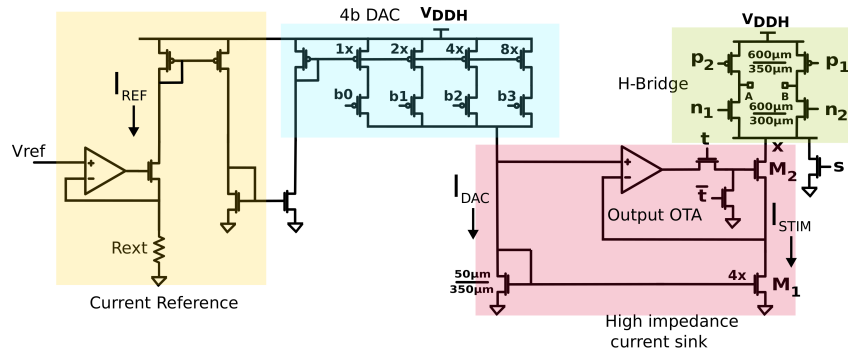 4b DAC
VDDH
1x
2x
4x
8x
b0
b1
b2
b3
IREF
Vref
+
−
Rext
Current Reference
VDDH
H-Bridge
p2
600µm
350µm
p1
A
B
n1
600µm
300µm
n2
x
s
t
+
−
M2
t̅
Output OTA
IDAC
ISTIM
50µm
350µm
4x
M1
High impedance
current sink